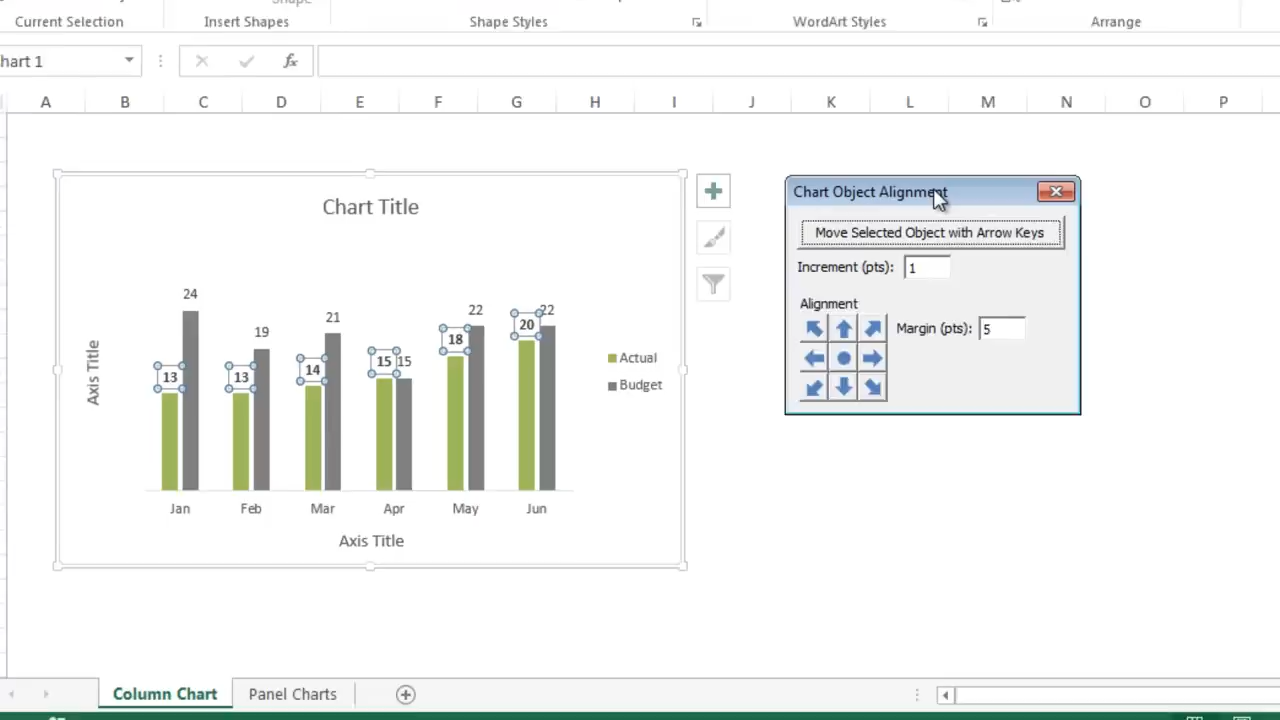 Shape
Current Selection
Insert Shapes
Shape Styles
WordArt Styles
Arrange
hart 1
fx
A B C D E F G H I J K L M N O P
Chart Title
Chart Object Alignment
Move Selected Object with Arrow Keys
Increment (pts): 1
Alignment
Margin (pts): 5
24
19
21
15
22
22
13
13
14
15
18
20
Axis Title
Actual
Budget
Jan Feb Mar Apr May Jun
Axis Title
Column Chart
Panel Charts